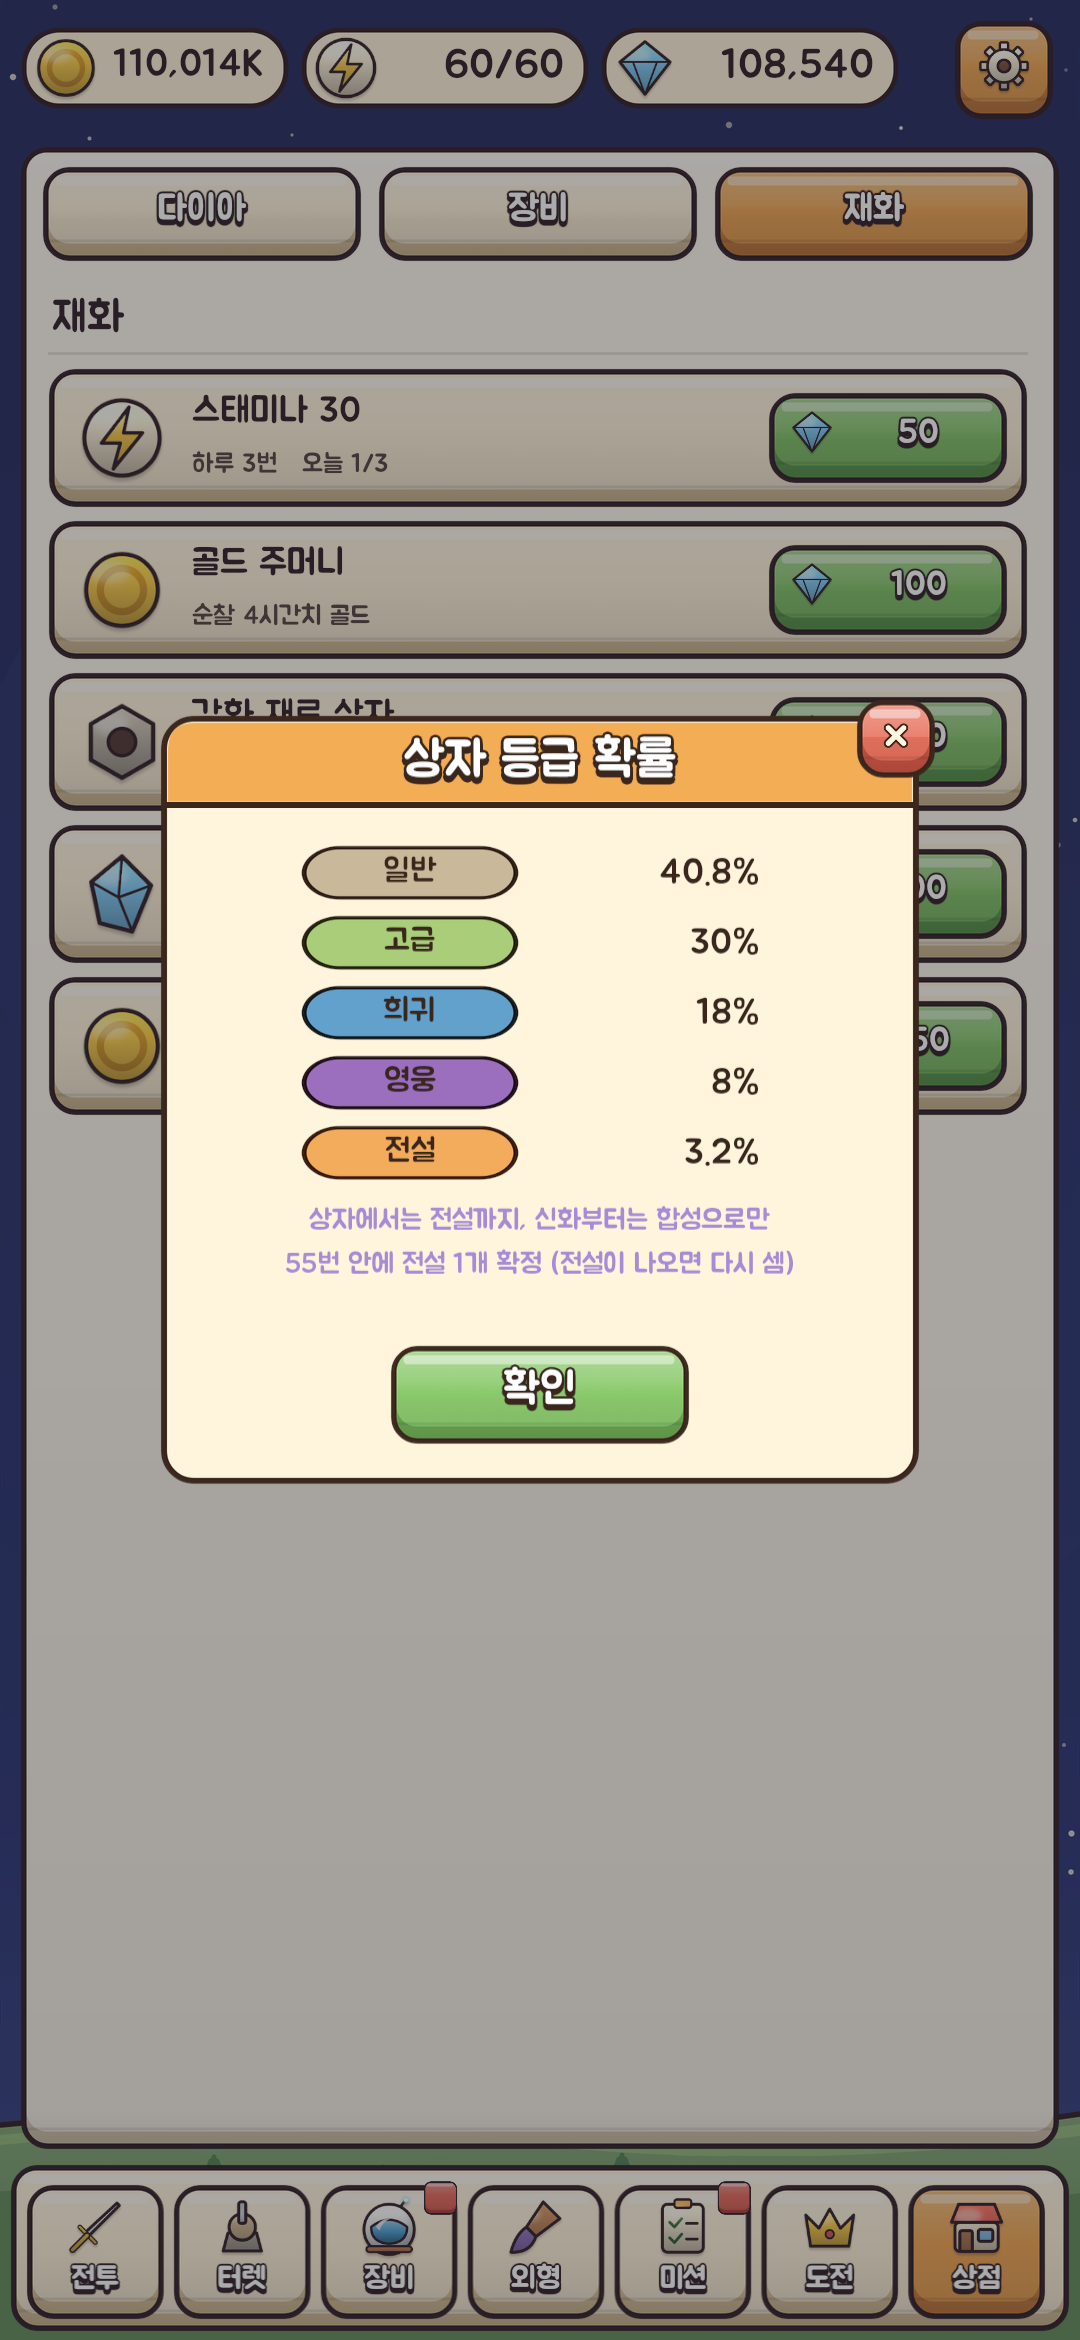 110,014K
60/60
108,540
다이아
장비
재화
재화
스태미나 30
하루 3번 오늘 1/3
50
골드 주머니
순찰 4시간치 골드
100
강화 재료 상자
상자 등급 확률
일반 40.8%
고급 30%
희귀 18%
영웅 8%
전설 3.2%
상자에서는 전설까지, 신화부터는 합성으로만
55번 안에 전설 1개 확정 (전설이 나오면 다시 셈)
확인
전투
터렛
장비
외형
미션
도전
상점